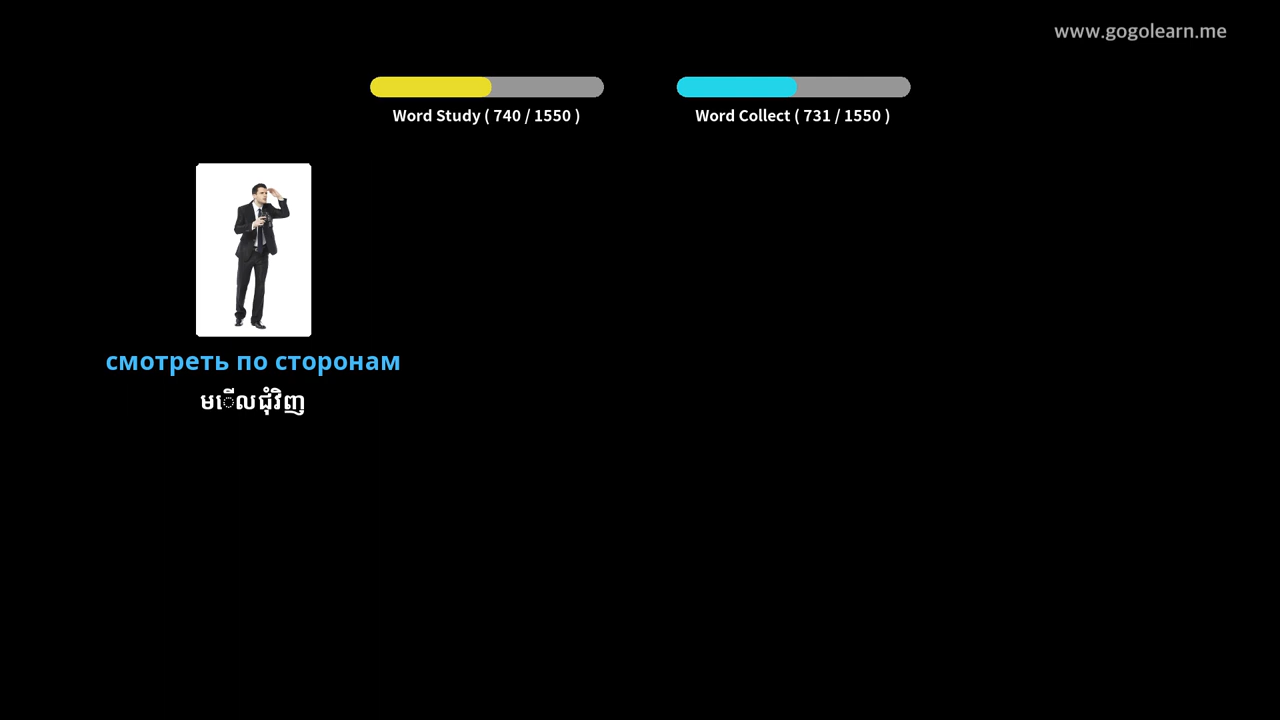 www.gogolearn.me
Word Study ( 740 / 1550 )
Word Collect ( 731 / 1550 )
смотреть по сторонам
មើលជុំវិញ